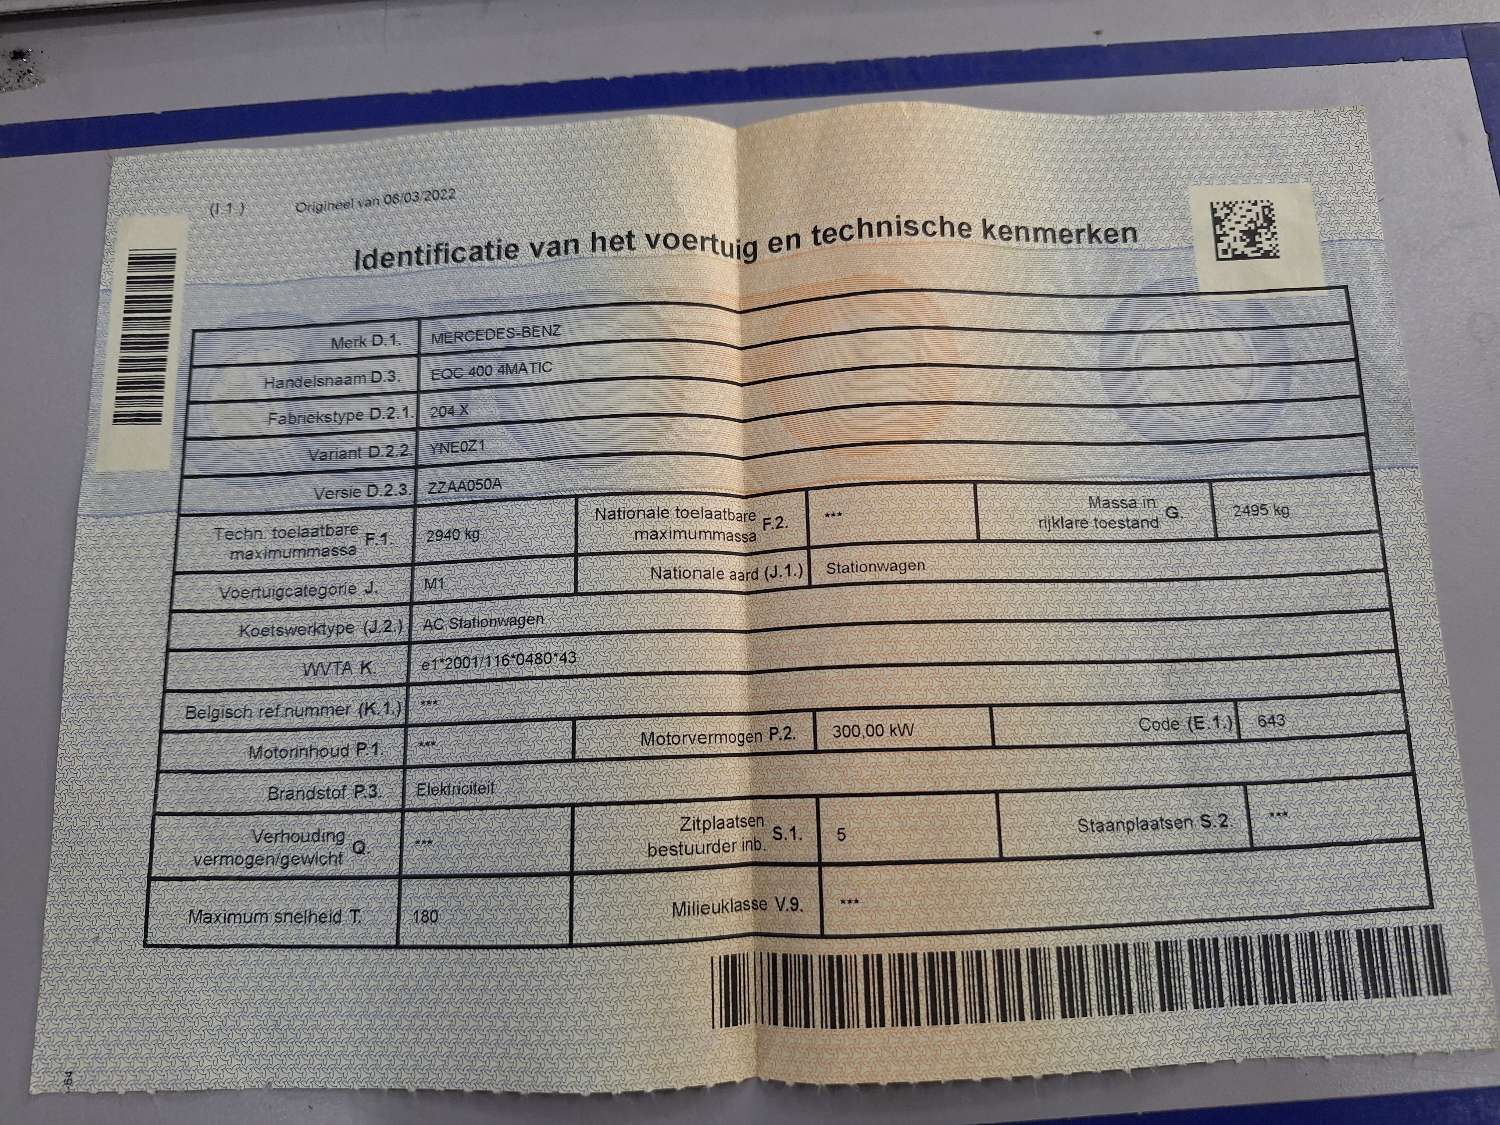 (I.1.) Origineel van 08/03/2022
Identificatie van het voertuig en technische kenmerken
Merk D.1. MERCEDES-BENZ
Handelsnaam D.3. EQC 400 4MATIC
Fabriekstype D.2.1. 204 X
Variant D.2.2. YNE0Z1
Versie D.2.3. ZZAA050A
Techn. toelaatbare maximummassa F.1. 2940 kg Nationale toelaatbare maximummassa F.2. *** Massa in rijklare toestand G. 2495 kg
Voertuigcategorie J. M1 Nationale aard (J.1.) Stationwagen
Koetswerktype (J.2.) AC Stationwagen
WVTA K. e1*2001/116*0480*43
Belgisch ref.nummer (K.1.) ***
Motorinhoud P.1. *** Motorvermogen P.2. 300,00 kW Code (E.1.) 643
Brandstof P.3. Elektriciteit
Verhouding vermogen/gewicht Q. *** Zitplaatsen bestuurder inb. S.1. 5 Staanplaatsen S.2. ***
Maximum snelheid T. 180 Milieuklasse V.9. ***